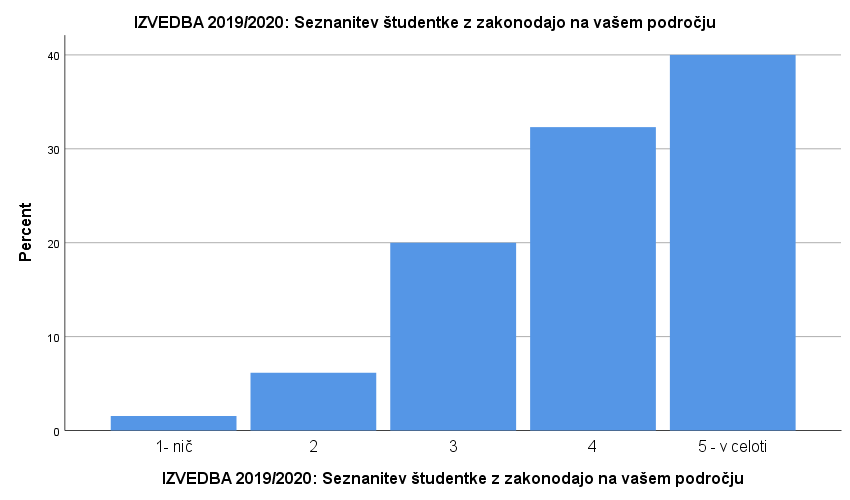 IZVEDBA 2019/2020: Seznanitev študentke z zakonodajo na vašem področju
40
30
20
10
0
Percent
1- nič
2
3
4
5 - v celoti
IZVEDBA 2019/2020: Seznanitev študentke z zakonodajo na vašem področju